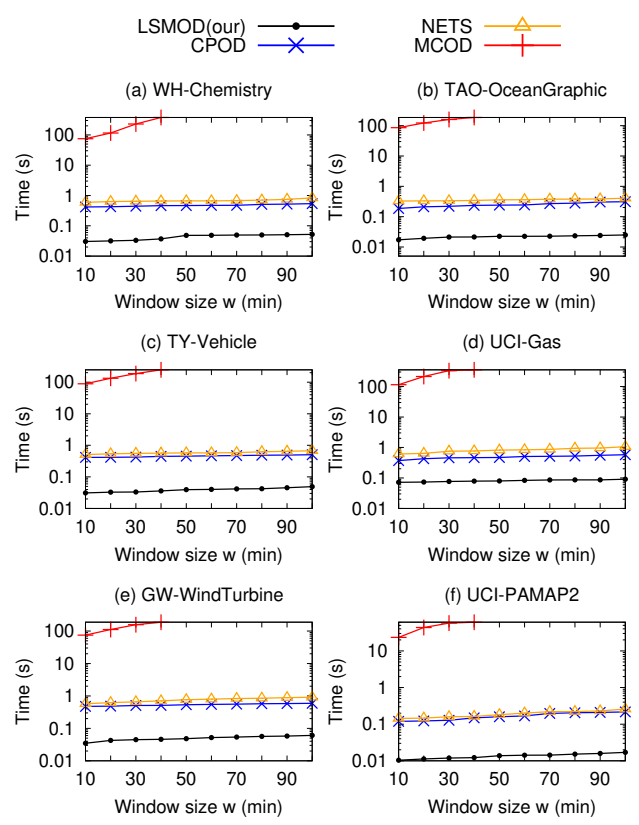 LSMOD(our)
CPOD
NETS
MCOD
(a) WH-Chemistry
Time (s)
100
10
1
0.1
0.01
10 30 50 70 90
Window size w (min)
(b) TAO-OceanGraphic
Time (s)
100
10
1
0.1
0.01
10 30 50 70 90
Window size w (min)
(c) TY-Vehicle
Time (s)
100
10
1
0.1
0.01
10 30 50 70 90
Window size w (min)
(d) UCI-Gas
Time (s)
100
10
1
0.1
0.01
10 30 50 70 90
Window size w (min)
(e) GW-WindTurbine
Time (s)
100
10
1
0.1
0.01
10 30 50 70 90
Window size w (min)
(f) UCI-PAMAP2
Time (s)
10
1
0.1
0.01
10 30 50 70 90
Window size w (min)